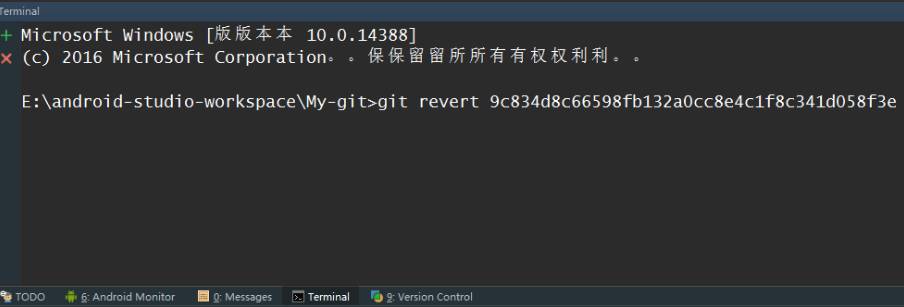 Terminal
Microsoft Windows [版版本本 10.0.14388]
(c) 2016 Microsoft Corporation。。保保留留所所有有权权利利。。
E:\android-studio-workspace\My-git>git revert 9c834d8c66598fb132a0cc8e4c1f8c341d058f3e
TODO 6: Android Monitor 0: Messages Terminal 9: Version Control